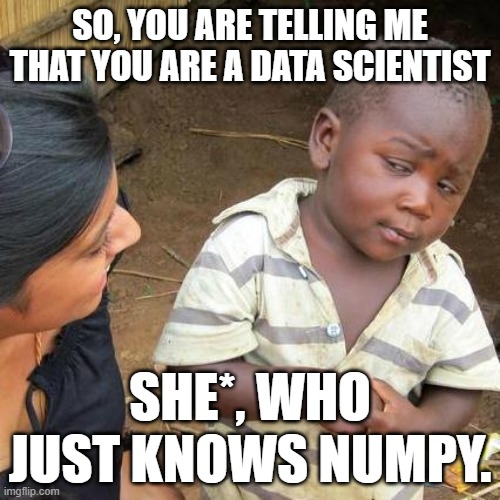 SO, YOU ARE TELLING ME
THAT YOU ARE A DATA SCIENTIST
SHE*, WHO
JUST KNOWS NUMPY.
imgflip.com